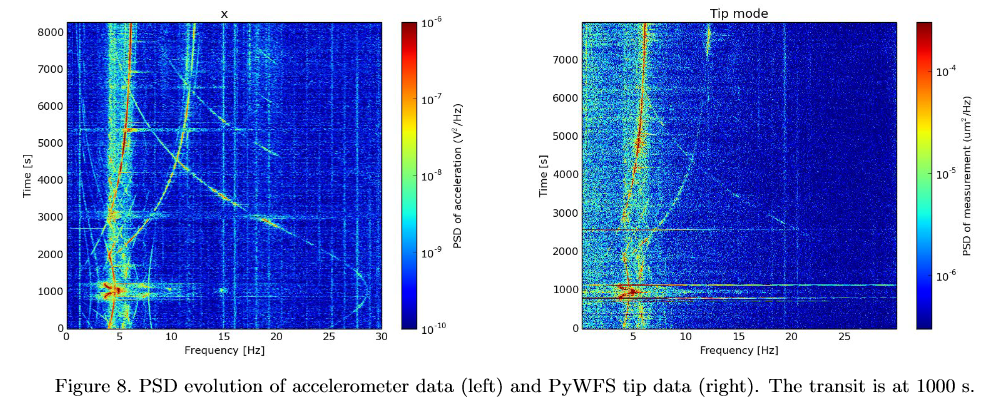 x
8000
7000
6000
5000
4000
3000
2000
1000
0
Time [s]
0 5 10 15 20 25 30
Frequency [Hz]
10⁻⁶
10⁻⁷
10⁻⁸
10⁻⁹
10⁻¹⁰
PSD of acceleration (V²/Hz)
Tip mode
7000
6000
5000
4000
3000
2000
1000
0
Time [s]
0 5 10 15 20 25
Frequency [Hz]
10⁻⁴
10⁻⁵
10⁻⁶
PSD of measurement (um²/Hz)
Figure 8. PSD evolution of accelerometer data (left) and PyWFS tip data (right). The transit is at 1000 s.